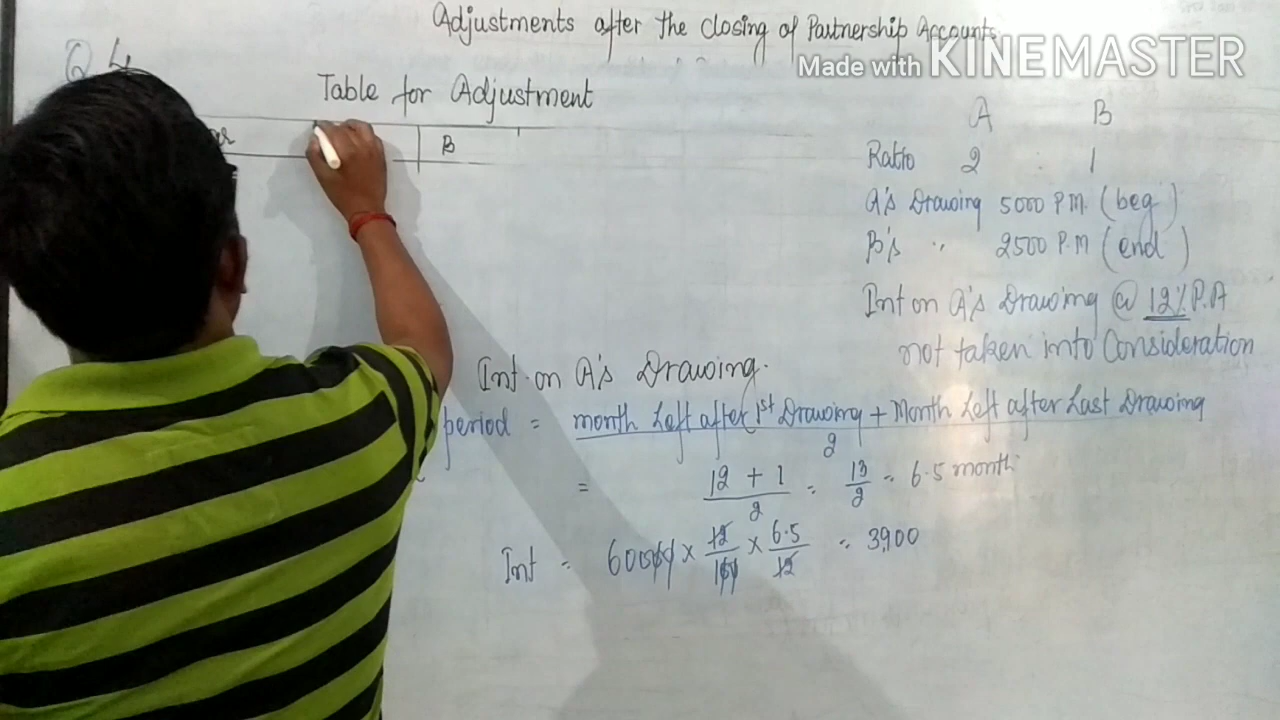 Adjustments after the closing of Partnership Accounts
Made with KINEMASTER
Q 4
Table for Adjustment
B
A B
Ratio 2 1
A's Drawing 5000 P.M. (beg)
B's " 2500 P.M (end)
Int on A's Drawing @ 12% P.A
not taken into Consideration
Int. on A's Drawing.
period = month Left after 1st Drawing + Month Left after Last Drawing
2
= 12 + 1 = 13 = 6.5 month
2 2
Int = 60000 × 12 × 6.5 = 3,900
100 12